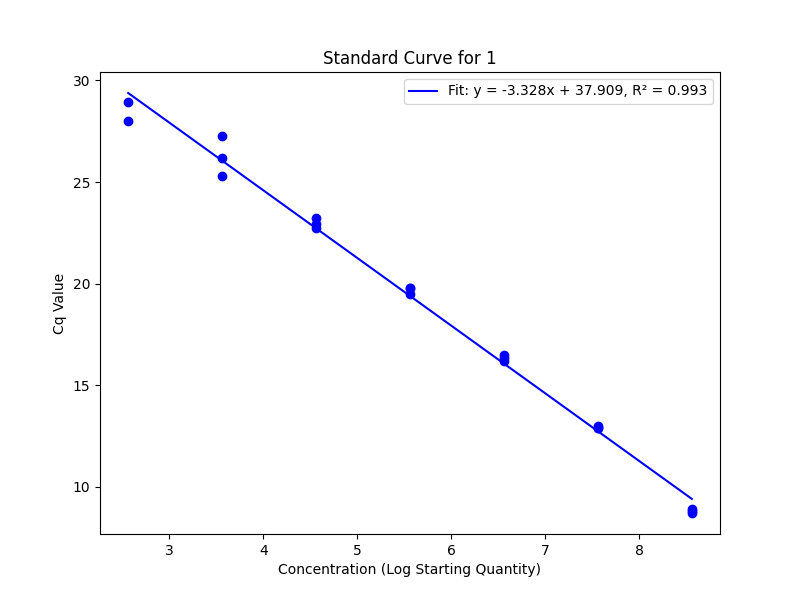 Standard Curve for 1
Fit: y = -3.328x + 37.909, R² = 0.993
30
25
20
15
10
Cq Value
3 4 5 6 7 8
Concentration (Log Starting Quantity)